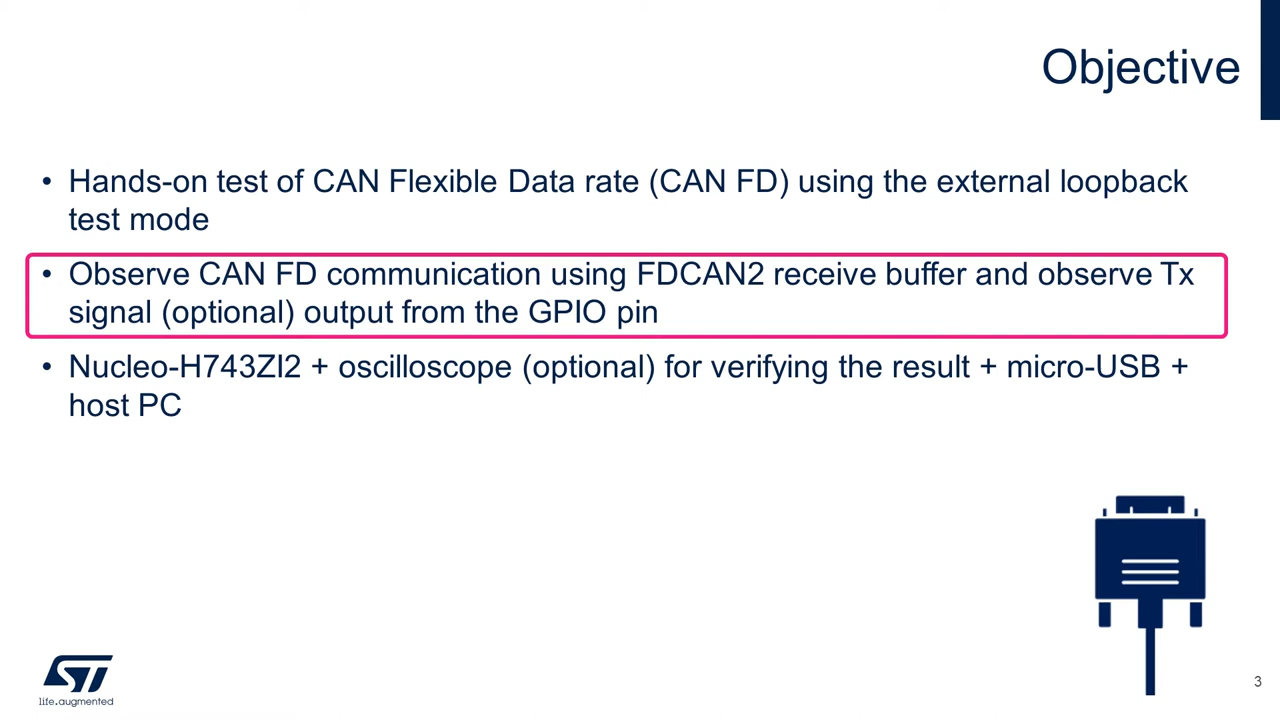 Objective
• Hands-on test of CAN Flexible Data rate (CAN FD) using the external loopback
test mode
• Observe CAN FD communication using FDCAN2 receive buffer and observe Tx
signal (optional) output from the GPIO pin
• Nucleo-H743ZI2 + oscilloscope (optional) for verifying the result + micro-USB +
host PC
ST
life.augmented
3